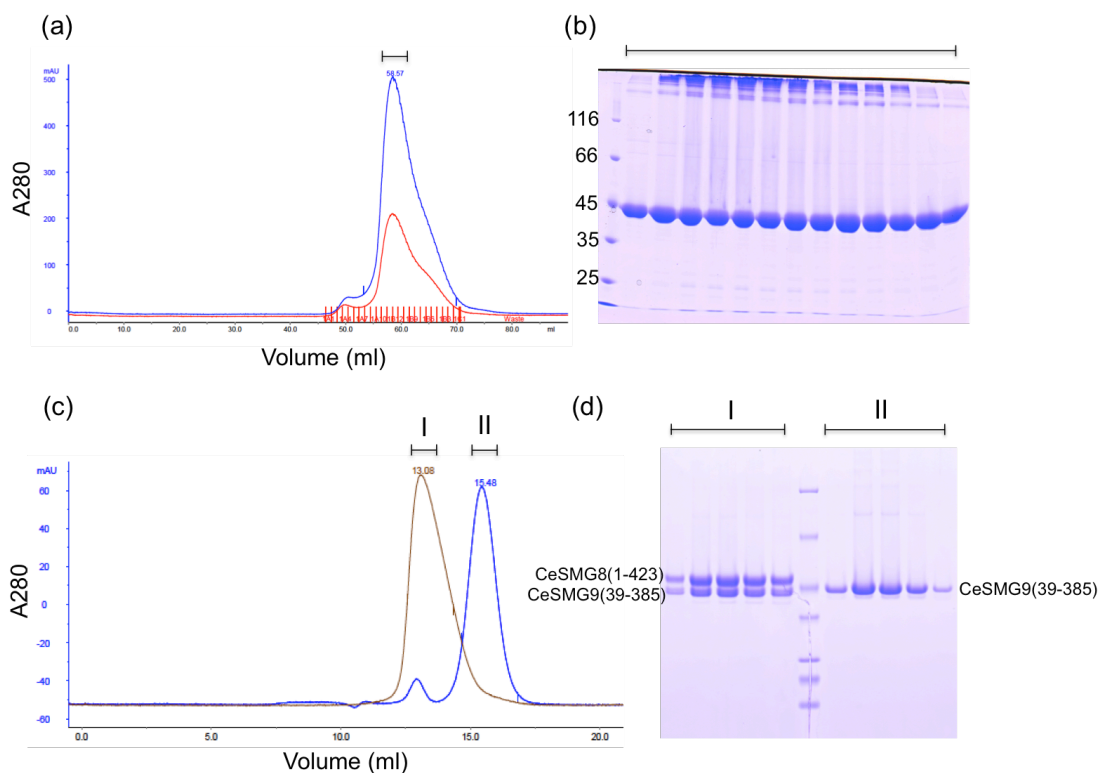 (a)
mAU
58.57
500
400
300
200
100
0
A280
0.0 10.0 20.0 30.0 40.0 50.0 60.0 70.0 80.0 ml
Waste
Volume (ml)
(b)
116
66
45
35
25
(c)
I II
mAU
13.08
15.48
60
40
20
0
-20
-40
-60
A280
0.0 5.0 10.0 15.0 20.0
Volume (ml)
(d)
I II
CeSMG8(1-423)
CeSMG9(39-385)
CeSMG9(39-385)